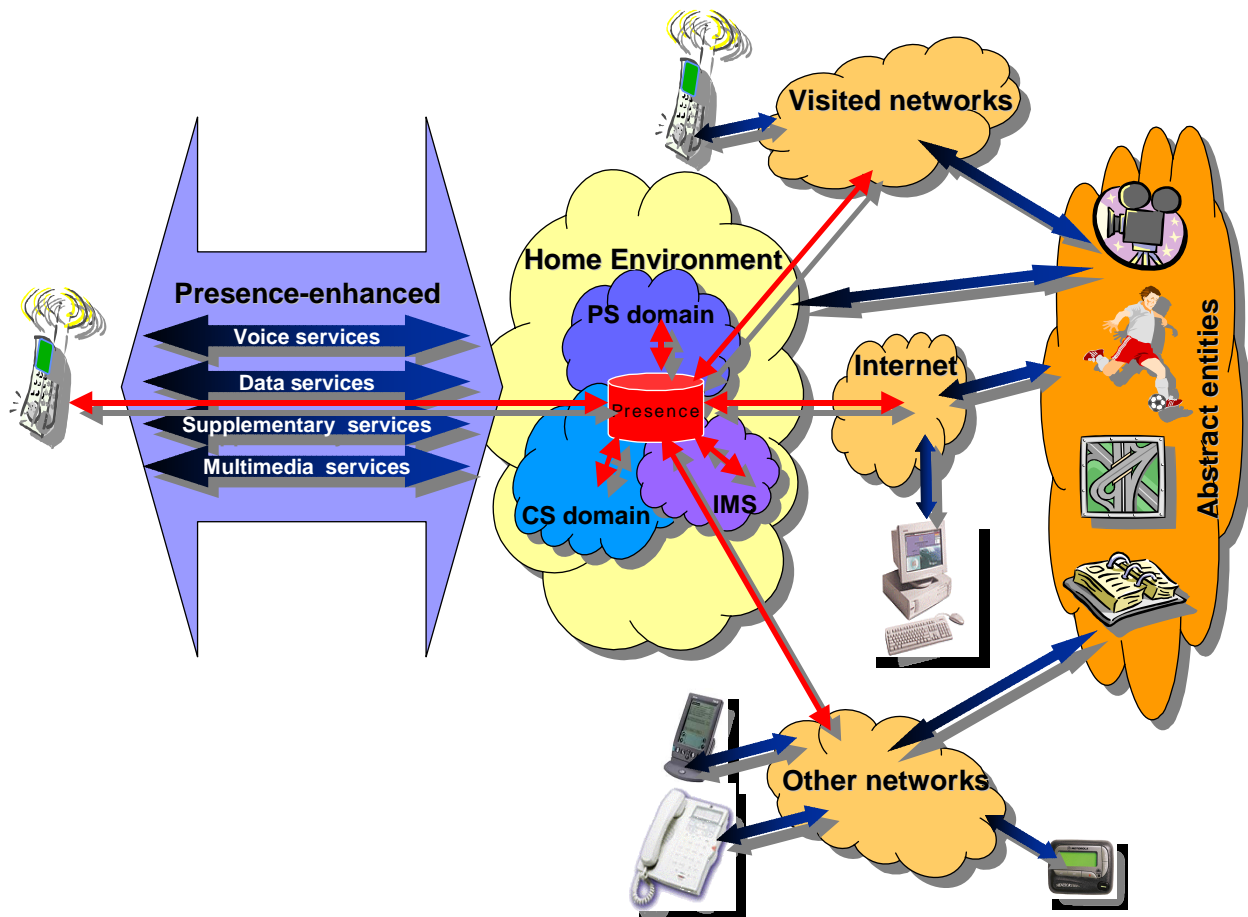 Visited networks
Home Environment
Presence-enhanced
PS domain
Voice services
Internet
Data services
Presence
Supplementary services
Multimedia services
CS domain
IMS
Abstract entities
Other networks